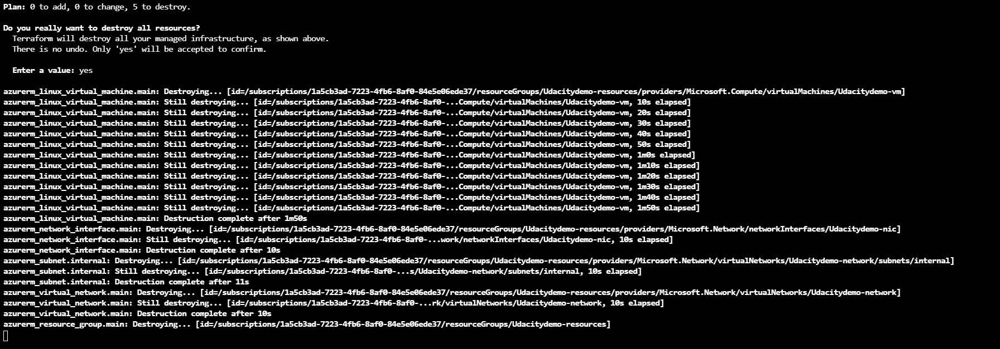 Plan: 0 to add, 0 to change, 5 to destroy.
Do you really want to destroy all resources?
Terraform will destroy all your managed infrastructure, as shown above.
There is no undo. Only 'yes' will be accepted to confirm.
Enter a value: yes
azurerm_linux_virtual_machine.main: Destroying... [id=/subscriptions/1a5cb3ad-7223-4fb6-8af0-84e5e06ede37/resourceGroups/Udacitydemo-resources/providers/Microsoft.Compute/virtualMachines/Udacitydemo-vm]
azurerm_linux_virtual_machine.main: Still destroying... [id=/subscriptions/1a5cb3ad-7223-4fb6-8af0-...Compute/virtualMachines/Udacitydemo-vm, 10s elapsed]
azurerm_linux_virtual_machine.main: Still destroying... [id=/subscriptions/1a5cb3ad-7223-4fb6-8af0-...Compute/virtualMachines/Udacitydemo-vm, 20s elapsed]
azurerm_linux_virtual_machine.main: Still destroying... [id=/subscriptions/1a5cb3ad-7223-4fb6-8af0-...Compute/virtualMachines/Udacitydemo-vm, 30s elapsed]
azurerm_linux_virtual_machine.main: Still destroying... [id=/subscriptions/1a5cb3ad-7223-4fb6-8af0-...Compute/virtualMachines/Udacitydemo-vm, 40s elapsed]
azurerm_linux_virtual_machine.main: Still destroying... [id=/subscriptions/1a5cb3ad-7223-4fb6-8af0-...Compute/virtualMachines/Udacitydemo-vm, 50s elapsed]
azurerm_linux_virtual_machine.main: Still destroying... [id=/subscriptions/1a5cb3ad-7223-4fb6-8af0-...Compute/virtualMachines/Udacitydemo-vm, 1m0s elapsed]
azurerm_linux_virtual_machine.main: Still destroying... [id=/subscriptions/1a5cb3ad-7223-4fb6-8af0-...Compute/virtualMachines/Udacitydemo-vm, 1m10s elapsed]
azurerm_linux_virtual_machine.main: Still destroying... [id=/subscriptions/1a5cb3ad-7223-4fb6-8af0-...Compute/virtualMachines/Udacitydemo-vm, 1m20s elapsed]
azurerm_linux_virtual_machine.main: Still destroying... [id=/subscriptions/1a5cb3ad-7223-4fb6-8af0-...Compute/virtualMachines/Udacitydemo-vm, 1m30s elapsed]
azurerm_linux_virtual_machine.main: Still destroying... [id=/subscriptions/1a5cb3ad-7223-4fb6-8af0-...Compute/virtualMachines/Udacitydemo-vm, 1m40s elapsed]
azurerm_linux_virtual_machine.main: Still destroying... [id=/subscriptions/1a5cb3ad-7223-4fb6-8af0-...Compute/virtualMachines/Udacitydemo-vm, 1m50s elapsed]
azurerm_linux_virtual_machine.main: Destruction complete after 1m50s
azurerm_network_interface.main: Destroying... [id=/subscriptions/1a5cb3ad-7223-4fb6-8af0-84e5e06ede37/resourceGroups/Udacitydemo-resources/providers/Microsoft.Network/networkInterfaces/Udacitydemo-nic]
azurerm_network_interface.main: Still destroying... [id=/subscriptions/1a5cb3ad-7223-4fb6-8af0-...work/networkInterfaces/Udacitydemo-nic, 10s elapsed]
azurerm_network_interface.main: Destruction complete after 10s
azurerm_subnet.internal: Destroying... [id=/subscriptions/1a5cb3ad-7223-4fb6-8af0-84e5e06ede37/resourceGroups/Udacitydemo-resources/providers/Microsoft.Network/virtualNetworks/Udacitydemo-network/subnets/internal]
azurerm_subnet.internal: Still destroying... [id=/subscriptions/1a5cb3ad-7223-4fb6-8af0-...s/Udacitydemo-network/subnets/internal, 10s elapsed]
azurerm_subnet.internal: Destruction complete after 11s
azurerm_virtual_network.main: Destroying... [id=/subscriptions/1a5cb3ad-7223-4fb6-8af0-84e5e06ede37/resourceGroups/Udacitydemo-resources/providers/Microsoft.Network/virtualNetworks/Udacitydemo-network]
azurerm_virtual_network.main: Still destroying... [id=/subscriptions/1a5cb3ad-7223-4fb6-8af0-...rk/virtualNetworks/Udacitydemo-network, 10s elapsed]
azurerm_virtual_network.main: Destruction complete after 10s
azurerm_resource_group.main: Destroying... [id=/subscriptions/1a5cb3ad-7223-4fb6-8af0-84e5e06ede37/resourceGroups/Udacitydemo-resources]